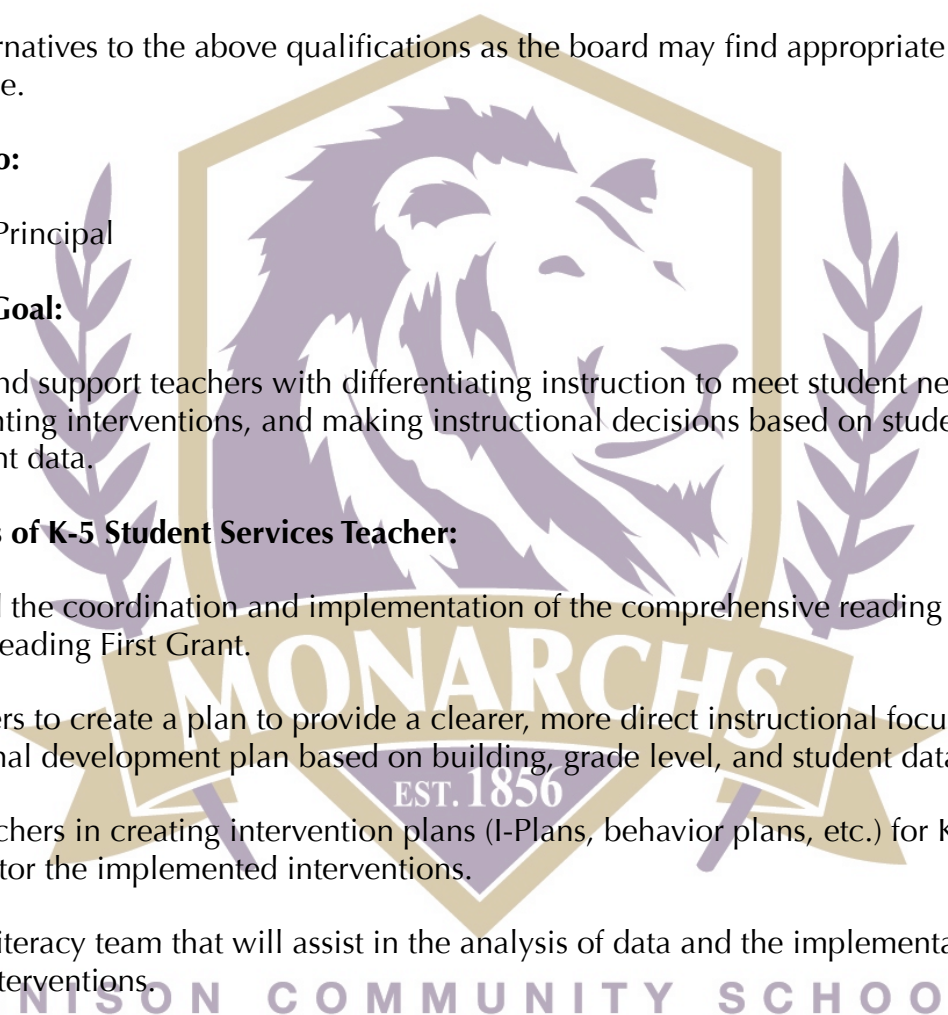 rnatives to the above qualifications as the board may find appropriate
e.
o:
Principal
Goal:
nd support teachers with differentiating instruction to meet student ne
nting interventions, and making instructional decisions based on stude
nt data.
s of K-5 Student Services Teacher:
l the coordination and implementation of the comprehensive reading
eading First Grant.
MONARCHS
ers to create a plan to provide a clearer, more direct instructional focu
nal development plan based on building, grade level, and student data
EST. 1856
chers in creating intervention plans (I-Plans, behavior plans, etc.) for K
tor the implemented interventions.
iteracy team that will assist in the analysis of data and the implementa
terventions.
NISON COMMUNITY SCHOO